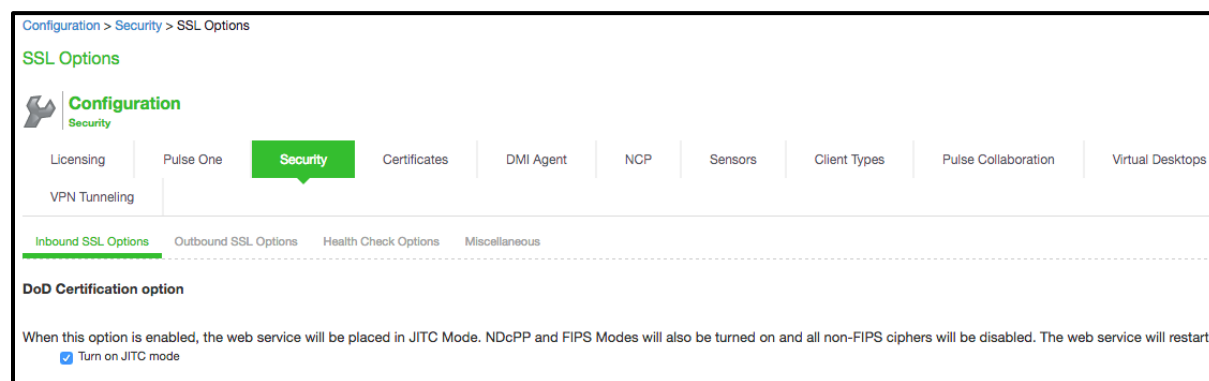 Configuration > Security > SSL Options
SSL Options
Configuration
Security
Licensing Pulse One Security Certificates DMI Agent NCP Sensors Client Types Pulse Collaboration Virtual Desktops
VPN Tunneling
Inbound SSL Options Outbound SSL Options Health Check Options Miscellaneous
DoD Certification option
When this option is enabled, the web service will be placed in JITC Mode. NDcPP and FIPS Modes will also be turned on and all non-FIPS ciphers will be disabled. The web service will restart
Turn on JITC mode